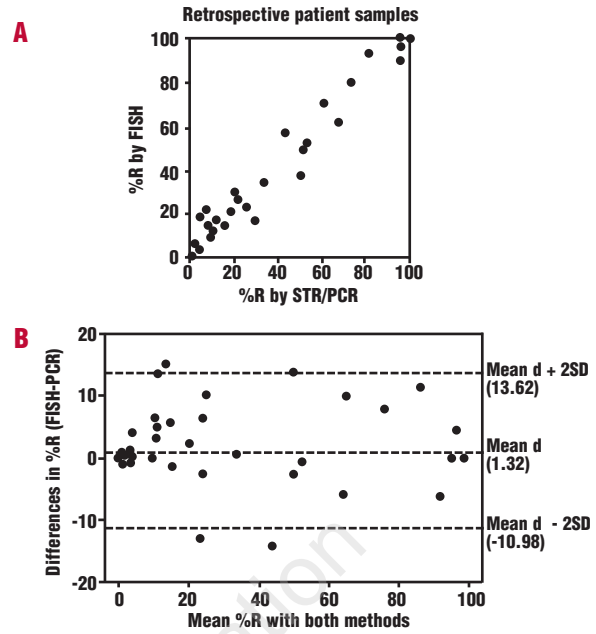 A
Retrospective patient samples
100
80
60
40
20
0
%R by FISH
0 20 40 60 80 100
%R by STR/PCR
B
20
10
0
-10
-20
Differences in %R (FISH-PCR)
Mean d + 2SD
(13.62)
Mean d
(1.32)
Mean d - 2SD
(-10.98)
0 20 40 60 80 100
Mean %R with both methods